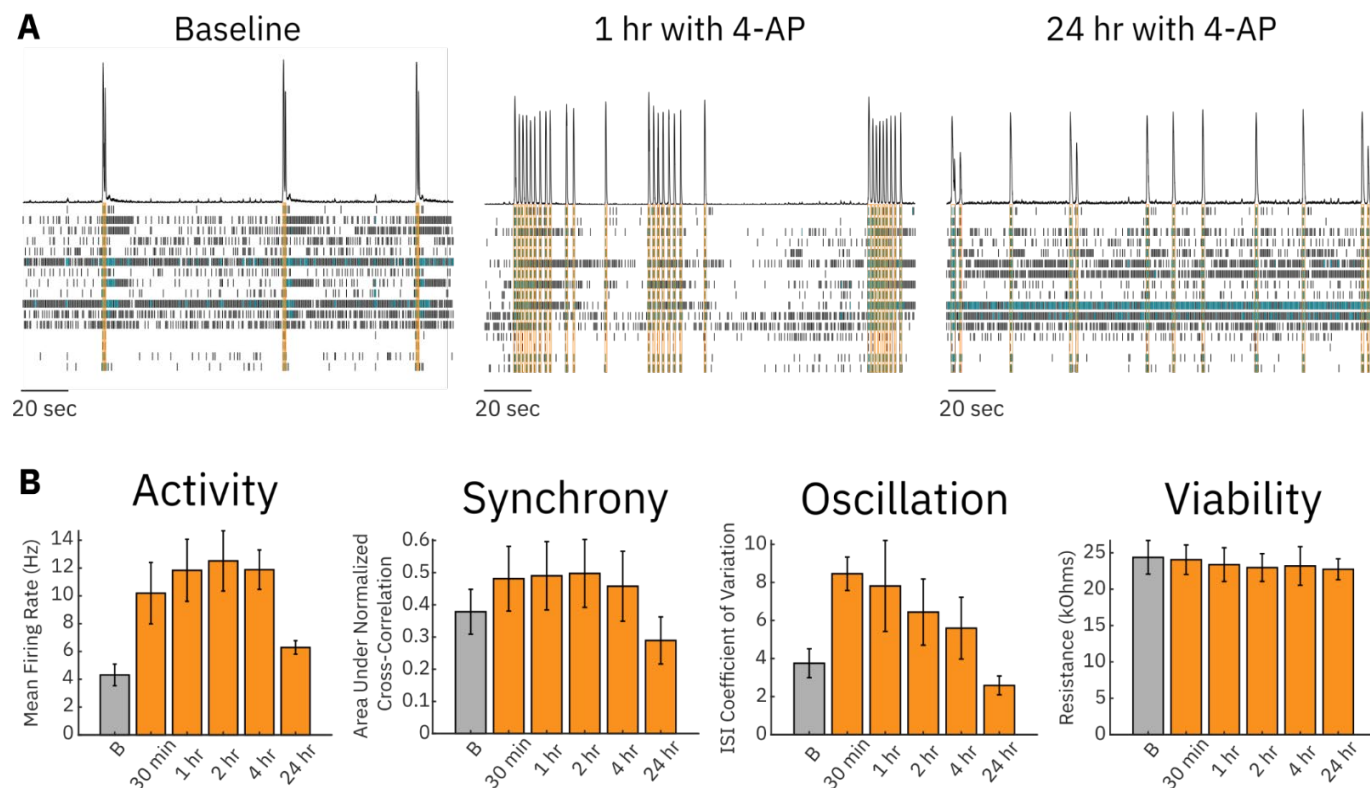 A
Baseline
1 hr with 4-AP
24 hr with 4-AP
20 sec
20 sec
20 sec
B
Activity
Mean Firing Rate (Hz)
14
12
10
8
6
4
2
0
B
30 min
1 hr
2 hr
4 hr
24 hr
Synchrony
Area Under Normalized
Cross-Correlation
0.6
0.5
0.4
0.3
0.2
0.1
0
B
30 min
1 hr
2 hr
4 hr
24 hr
Oscillation
ISI Coefficient of Variation
10
8
6
4
2
0
B
30 min
1 hr
2 hr
4 hr
24 hr
Viability
Resistance (kOhms)
25
20
15
10
5
0
B
30 min
1 hr
2 hr
4 hr
24 hr